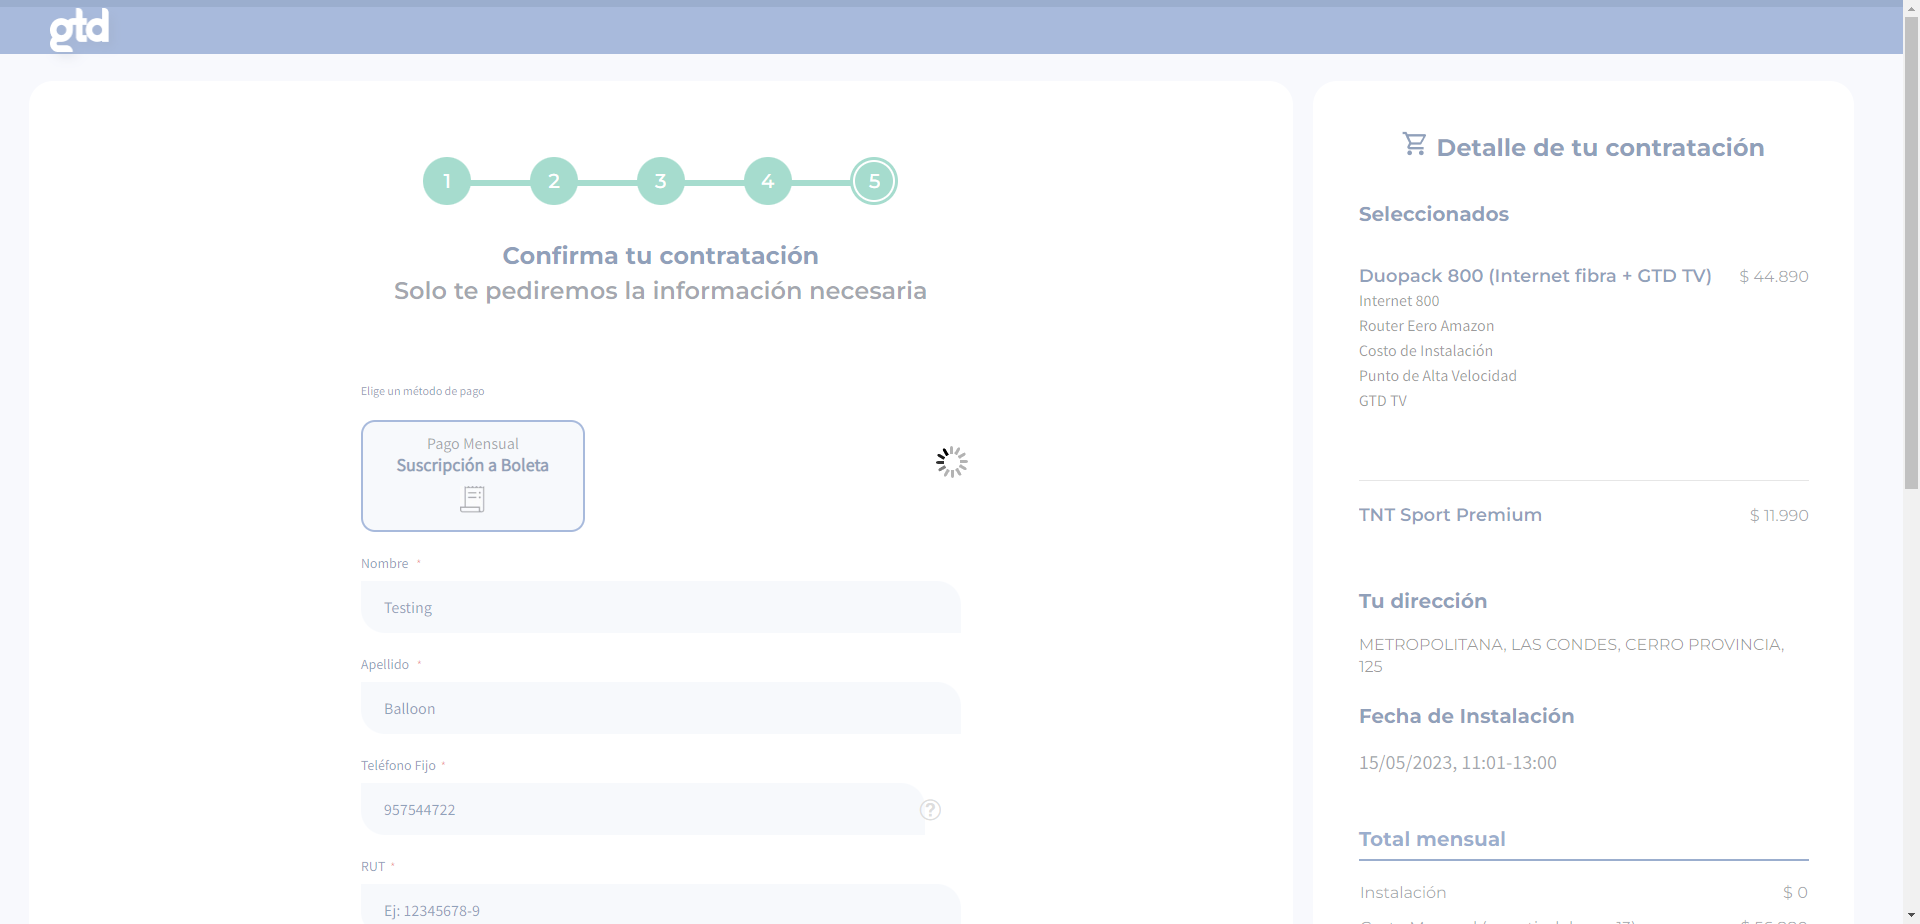 gtd
1 2 3 4 5
Confirma tu contratación
Solo te pediremos la información necesaria
Elige un método de pago
Pago Mensual
Suscripción a Boleta
Nombre *
Testing
Apellido *
Balloon
Teléfono Fijo *
957544722
?
RUT *
Ej: 12345678-9
Detalle de tu contratación
Seleccionados
Duopack 800 (Internet fibra + GTD TV) $ 44.890
Internet 800
Router Eero Amazon
Costo de Instalación
Punto de Alta Velocidad
GTD TV
TNT Sport Premium $ 11.990
Tu dirección
METROPOLITANA, LAS CONDES, CERRO PROVINCIA,
125
Fecha de Instalación
15/05/2023, 11:01-13:00
Total mensual
Instalación $ 0